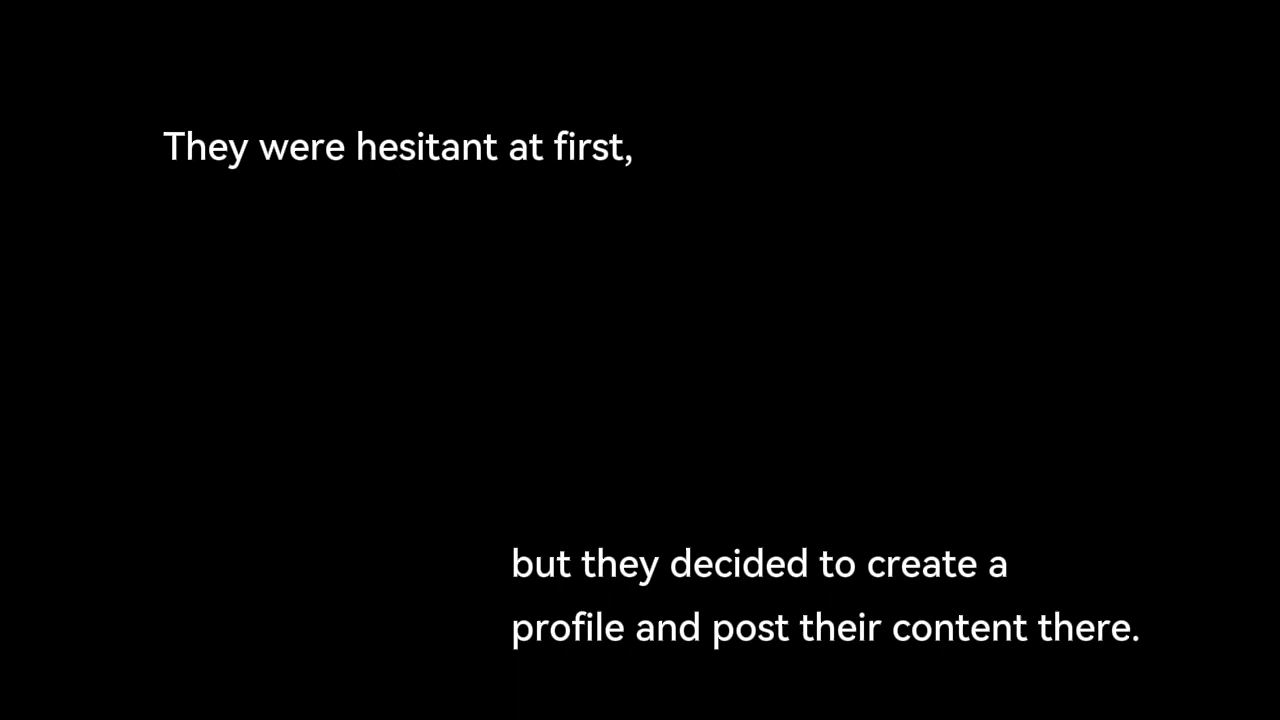 They were hesitant at first,
but they decided to create a
profile and post their content there.